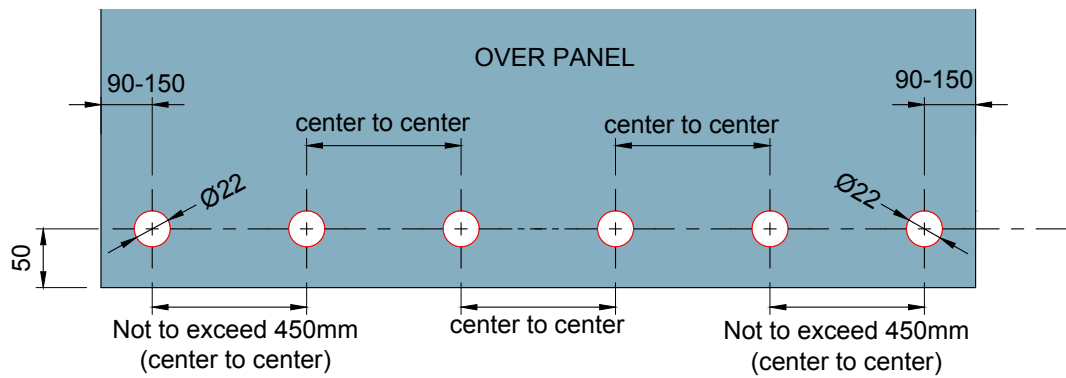 OVER PANEL
90-150
90-150
center to center
center to center
Ø22
Ø22
50
Not to exceed 450mm
(center to center)
center to center
Not to exceed 450mm
(center to center)